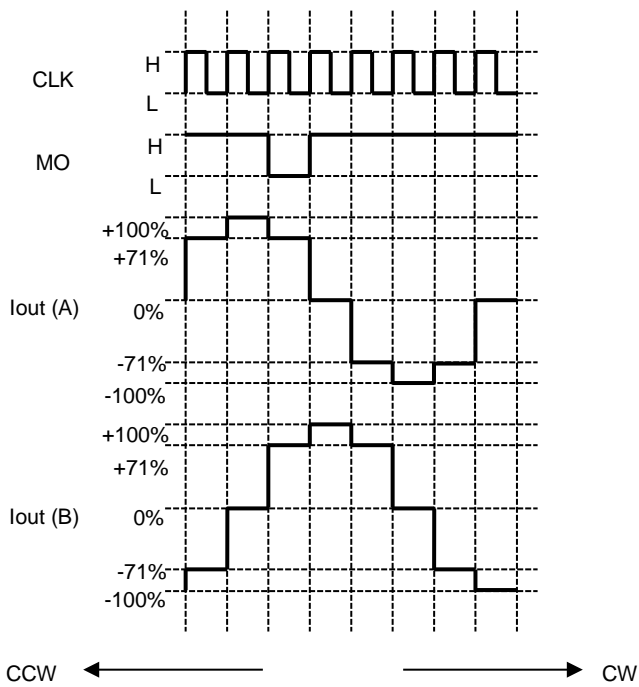 CLK
H
L
MO
H
L
Iout (A)
+100%
+71%
0%
-71%
-100%
Iout (B)
+100%
+71%
0%
-71%
-100%
CCW
CW